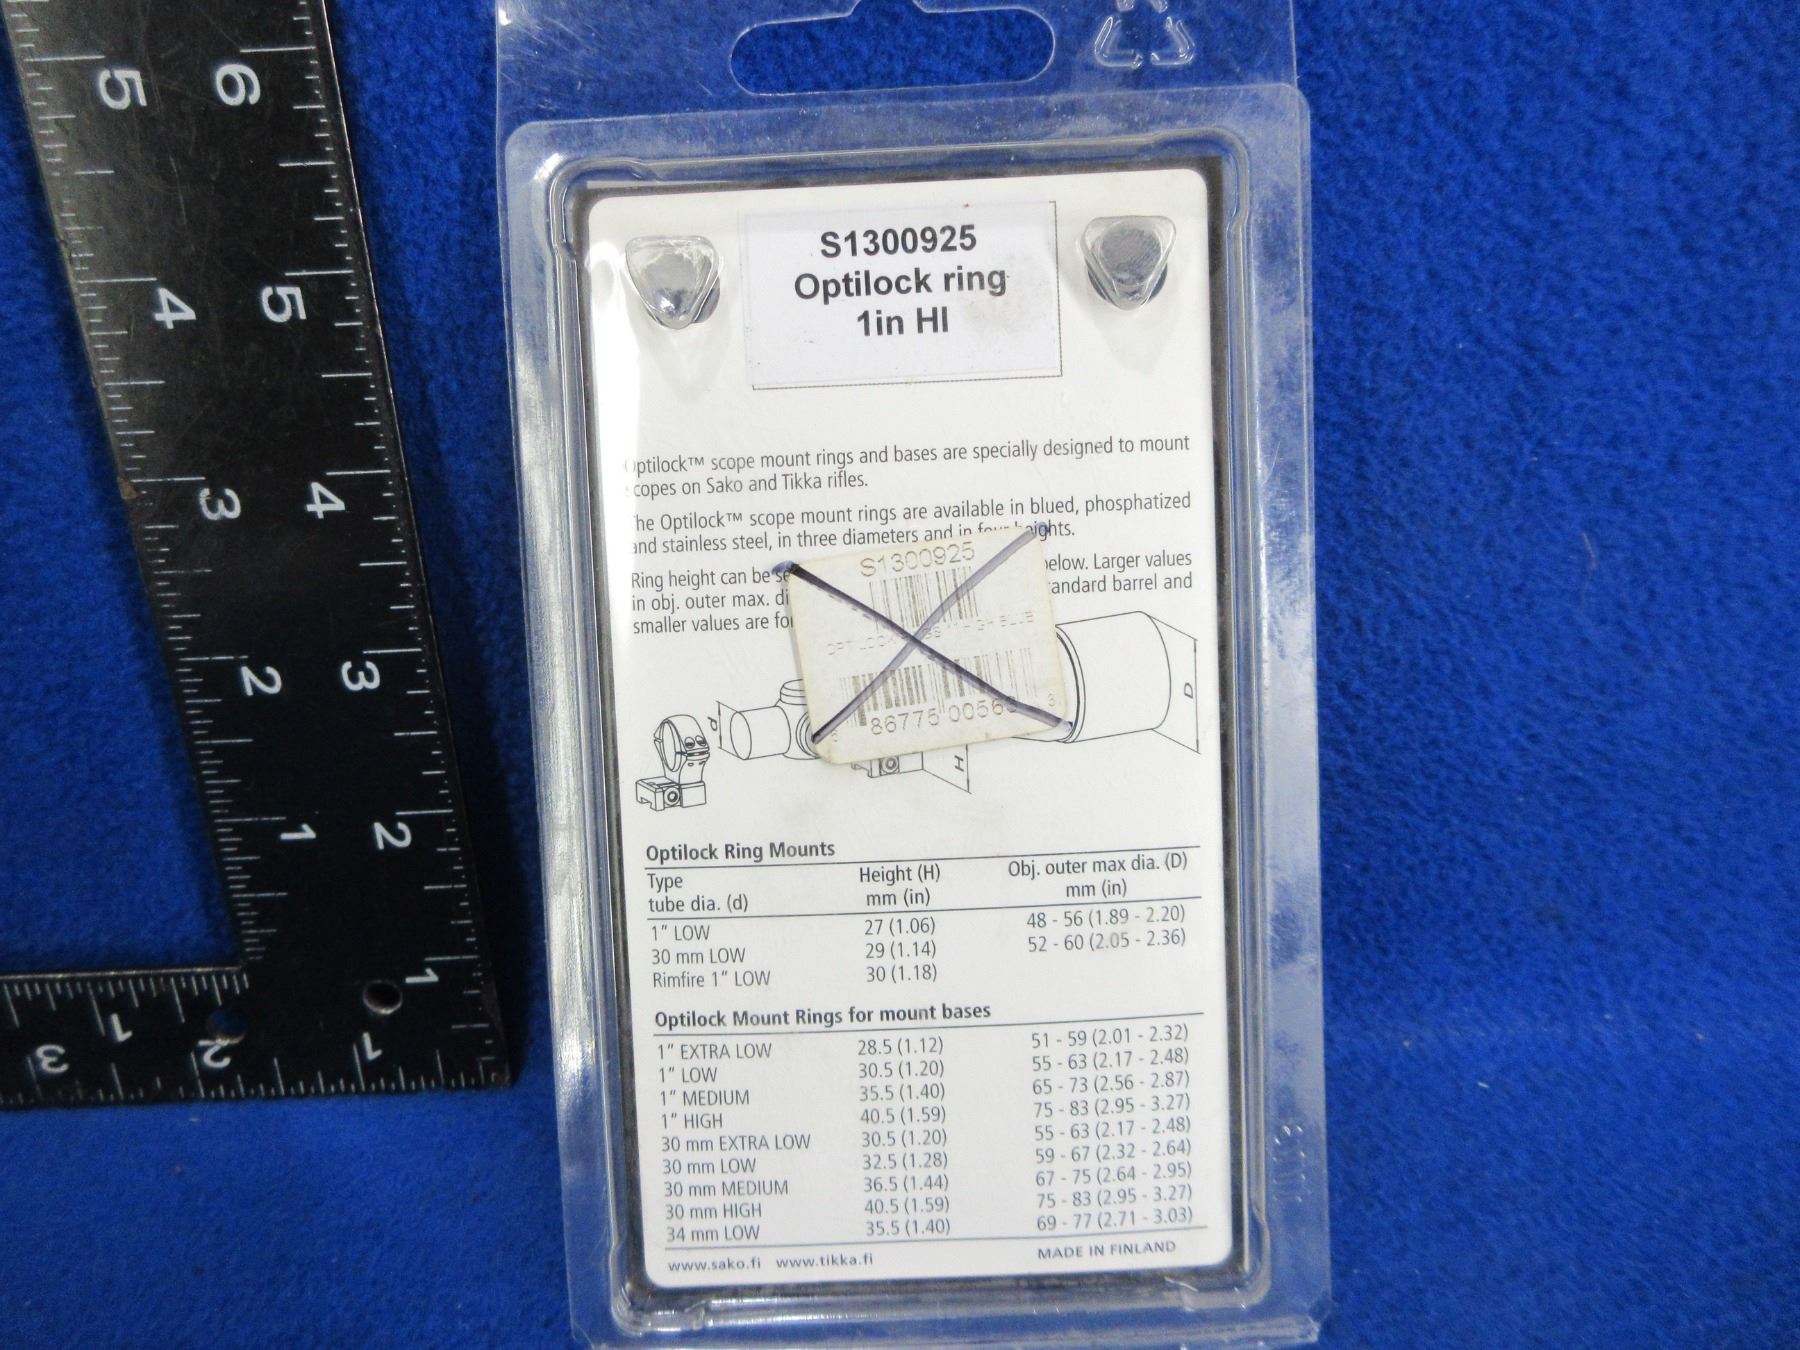 S1300925
Optilock ring
1in HI
Optilock™ scope mount rings and bases are specially designed to mount
scopes on Sako and Tikka rifles.
The Optilock™ scope mount rings are available in blued, phosphatized
and stainless steel, in three diameters and in four heights.
Ring height can be se below. Larger values
in obj. outer max. di andard barrel and
smaller values are fo
S1300925
86775 0056
d
H
D
Optilock Ring Mounts
Type Height (H) Obj. outer max dia. (D)
tube dia. (d) mm (in) mm (in)
1" LOW 27 (1.06) 48 - 56 (1.89 - 2.20)
30 mm LOW 29 (1.14) 52 - 60 (2.05 - 2.36)
Rimfire 1" LOW 30 (1.18)
Optilock Mount Rings for mount bases
1" EXTRA LOW 28.5 (1.12) 51 - 59 (2.01 - 2.32)
1" LOW 30.5 (1.20) 55 - 63 (2.17 - 2.48)
1" MEDIUM 35.5 (1.40) 65 - 73 (2.56 - 2.87)
1" HIGH 40.5 (1.59) 75 - 83 (2.95 - 3.27)
30 mm EXTRA LOW 30.5 (1.20) 55 - 63 (2.17 - 2.48)
30 mm LOW 32.5 (1.28) 59 - 67 (2.32 - 2.64)
30 mm MEDIUM 36.5 (1.44) 67 - 75 (2.64 - 2.95)
30 mm HIGH 40.5 (1.59) 75 - 83 (2.95 - 3.27)
34 mm LOW 35.5 (1.40) 69 - 77 (2.71 - 3.03)
www.sako.fi www.tikka.fi MADE IN FINLAND
5 6
4 5
3 4
2 3
1 2
1
3 1 2 1